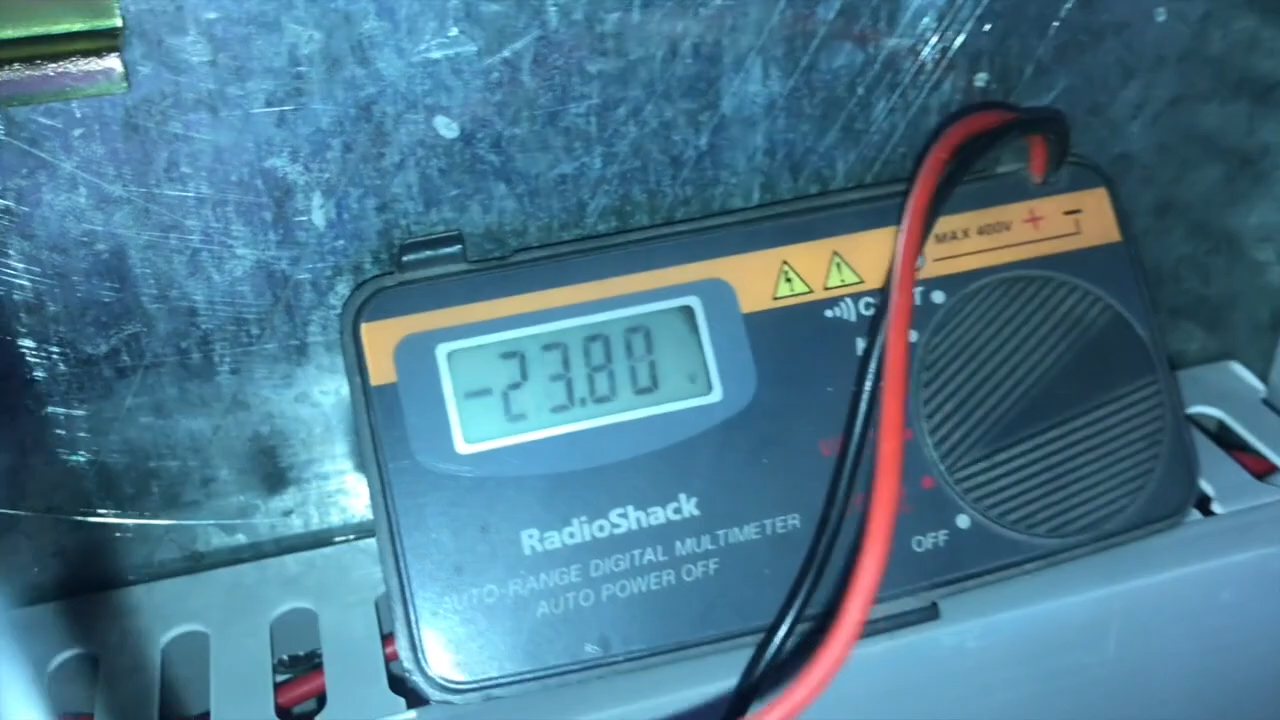 MAX 400V + -
-23.80
RadioShack
AUTO-RANGE DIGITAL MULTIMETER
AUTO POWER OFF
OFF